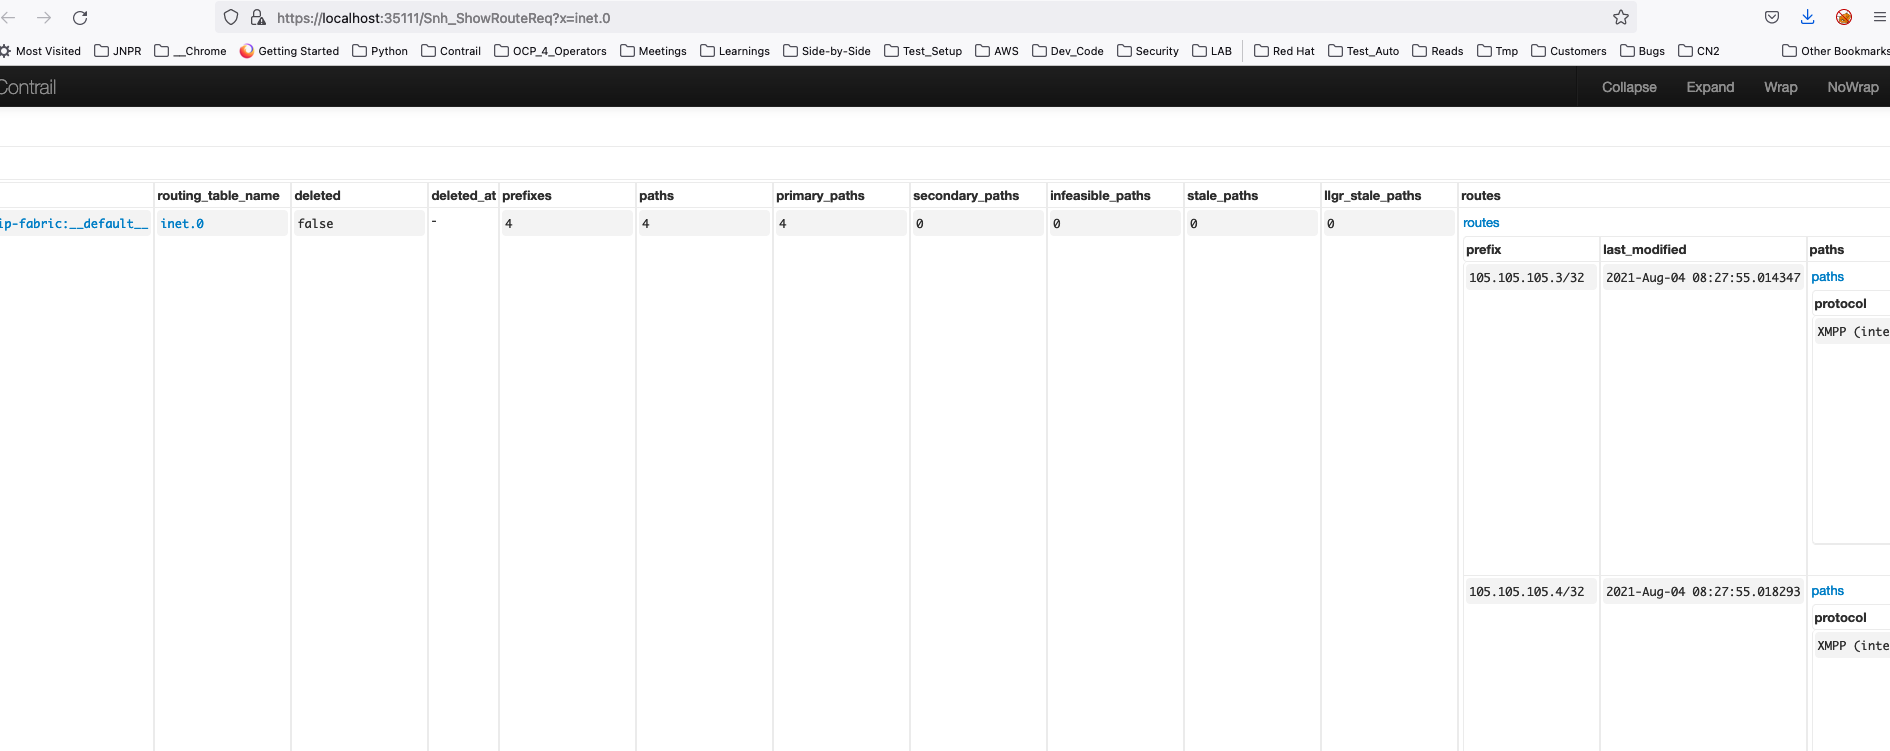 https://localhost:35111/Snh_ShowRouteReq?x=inet.0
Most Visited JNPR __Chrome Getting Started Python Contrail OCP_4_Operators Meetings Learnings Side-by-Side Test_Setup AWS Dev_Code Security LAB Red Hat Test_Auto Reads Tmp Customers Bugs CN2 Other Bookmarks
Contrail Collapse Expand Wrap NoWrap
routing_table_name deleted deleted_at prefixes paths primary_paths secondary_paths infeasible_paths stale_paths llgr_stale_paths routes
ip-fabric:__default__ inet.0 false - 4 4 4 0 0 0 0 routes
prefix last_modified paths
105.105.105.3/32 2021-Aug-04 08:27:55.014347 paths
protocol
XMPP (inte
105.105.105.4/32 2021-Aug-04 08:27:55.018293 paths
protocol
XMPP (inte